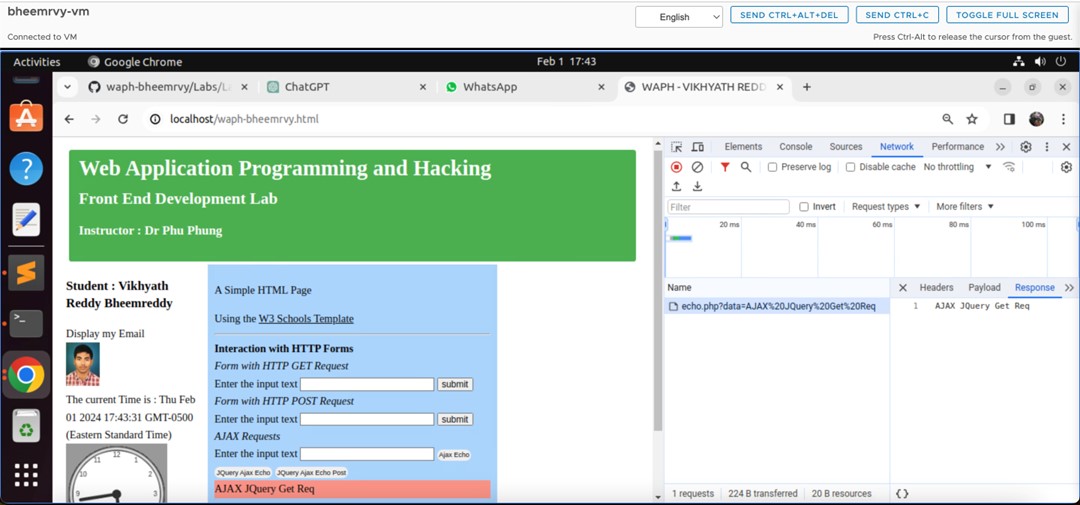 bheemrvy-vm
English
SEND CTRL+ALT+DEL
SEND CTRL+C
TOGGLE FULL SCREEN
Connected to VM
Press Ctrl-Alt to release the cursor from the guest.
Activities
Google Chrome
Feb 1 17:43
waph-bheemrvy/Labs/L
ChatGPT
WhatsApp
WAPH - VIKHYATH REDD
localhost/waph-bheemrvy.html
Web Application Programming and Hacking
Front End Development Lab
Instructor : Dr Phu Phung
Student : Vikhyath
Reddy Bheemreddy
Display my Email
The current Time is : Thu Feb
01 2024 17:43:31 GMT-0500
(Eastern Standard Time)
11 12 1
10 2
9 3
A Simple HTML Page
Using the W3 Schools Template
Interaction with HTTP Forms
Form with HTTP GET Request
Enter the input text submit
Form with HTTP POST Request
Enter the input text submit
AJAX Requests
Enter the input text Ajax Echo
JQuery Ajax Echo JQuery Ajax Echo Post
AJAX JQuery Get Req
Elements Console Sources Network Performance
Preserve log Disable cache No throttling
Filter Invert Request types More filters
20 ms 40 ms 60 ms 80 ms 100 ms
Name Headers Payload Response
echo.php?data=AJAX%20JQuery%20Get%20Req
1 AJAX JQuery Get Req
1 requests 224 B transferred 20 B resources